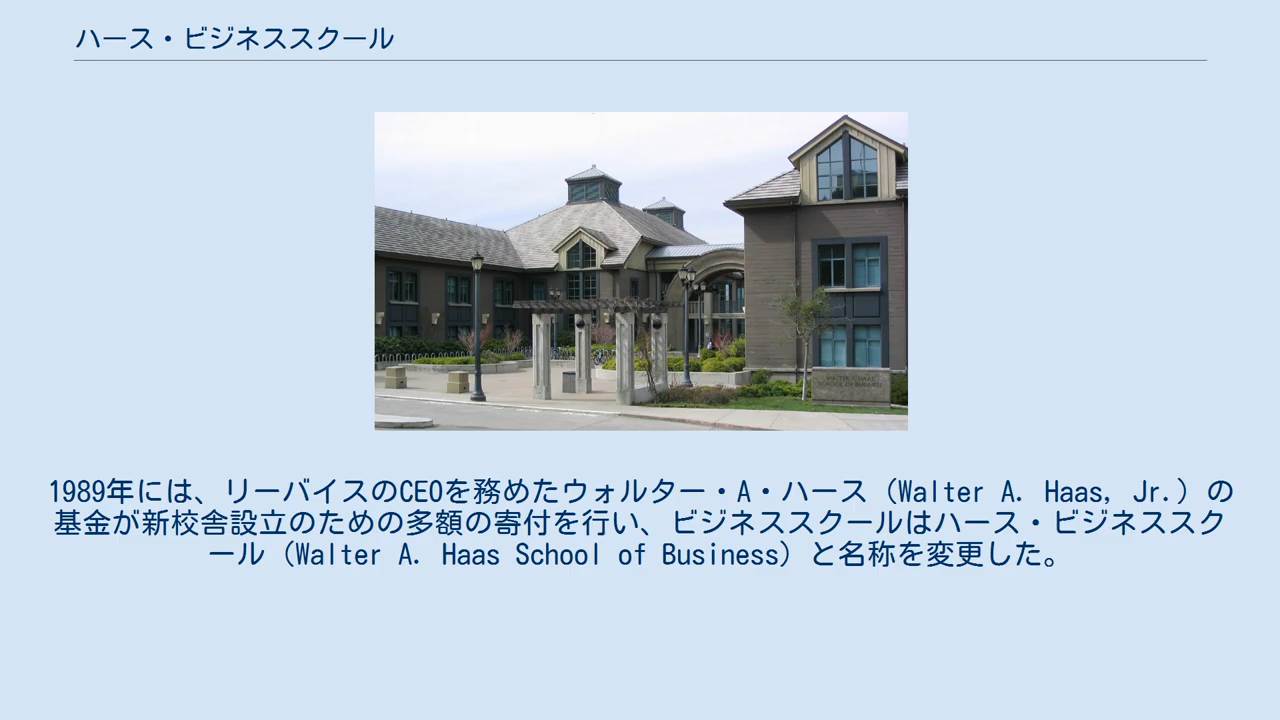 ハース・ビジネススクール
WALTER A. HAAS
SCHOOL OF BUSINESS
1989年には、リーバイスのCEOを務めたウォルター・A・ハース（Walter A. Haas, Jr.）の
基金が新校舎設立のための多額の寄付を行い、ビジネススクールはハース・ビジネススク
ール（Walter A. Haas School of Business）と名称を変更した。